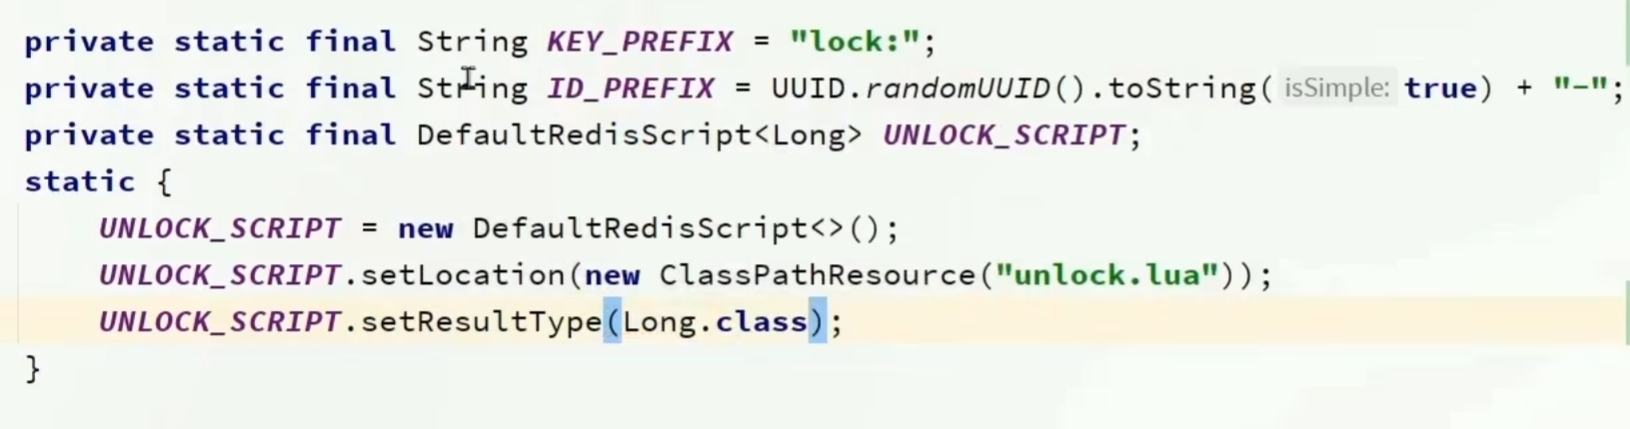 private static final String KEY_PREFIX = "lock:";
private static final String ID_PREFIX = UUID.randomUUID().toString( isSimple: true) + "-";
private static final DefaultRedisScript<Long> UNLOCK_SCRIPT;
static {
    UNLOCK_SCRIPT = new DefaultRedisScript<>();
    UNLOCK_SCRIPT.setLocation(new ClassPathResource("unlock.lua"));
    UNLOCK_SCRIPT.setResultType(Long.class);
}